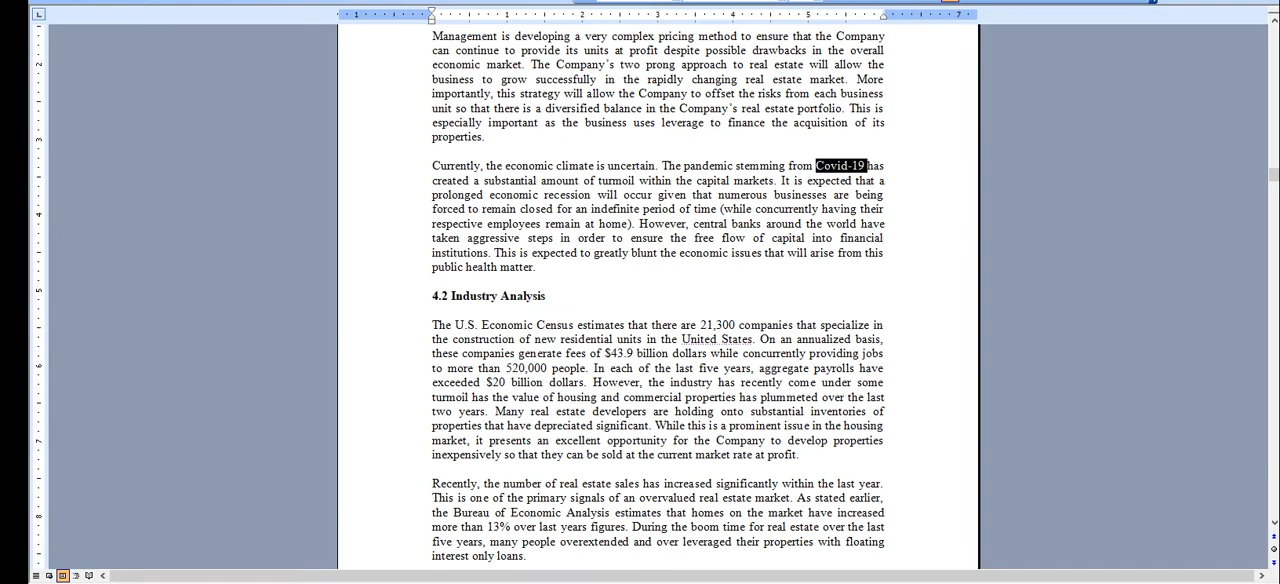 1
1
2
3
4
5
7
Management is developing a very complex pricing method to ensure that the Company
can continue to provide its units at profit despite possible drawbacks in the overall
economic market. The Company's two prong approach to real estate will allow the
business to grow successfully in the rapidly changing real estate market. More
importantly, this strategy will allow the Company to offset the risks from each business
unit so that there is a diversified balance in the Company's real estate portfolio. This is
especially important as the business uses leverage to finance the acquisition of its
properties.
Currently, the economic climate is uncertain. The pandemic stemming from Covid-19 has
created a substantial amount of turmoil within the capital markets. It is expected that a
prolonged economic recession will occur given that numerous businesses are being
forced to remain closed for an indefinite period of time (while concurrently having their
respective employees remain at home). However, central banks around the world have
taken aggressive steps in order to ensure the free flow of capital into financial
institutions. This is expected to greatly blunt the economic issues that will arise from this
public health matter.
4.2 Industry Analysis
The U.S. Economic Census estimates that there are 21,300 companies that specialize in
the construction of new residential units in the United States. On an annualized basis,
these companies generate fees of $43.9 billion dollars while concurrently providing jobs
to more than 520,000 people. In each of the last five years, aggregate payrolls have
exceeded $20 billion dollars. However, the industry has recently come under some
turmoil has the value of housing and commercial properties has plummeted over the last
two years. Many real estate developers are holding onto substantial inventories of
properties that have depreciated significant. While this is a prominent issue in the housing
market, it presents an excellent opportunity for the Company to develop properties
inexpensively so that they can be sold at the current market rate at profit.
Recently, the number of real estate sales has increased significantly within the last year.
This is one of the primary signals of an overvalued real estate market. As stated earlier,
the Bureau of Economic Analysis estimates that homes on the market have increased
more than 13% over last years figures. During the boom time for real estate over the last
five years, many people overextended and over leveraged their properties with floating
interest only loans.
2
3
4
5
6
7
8